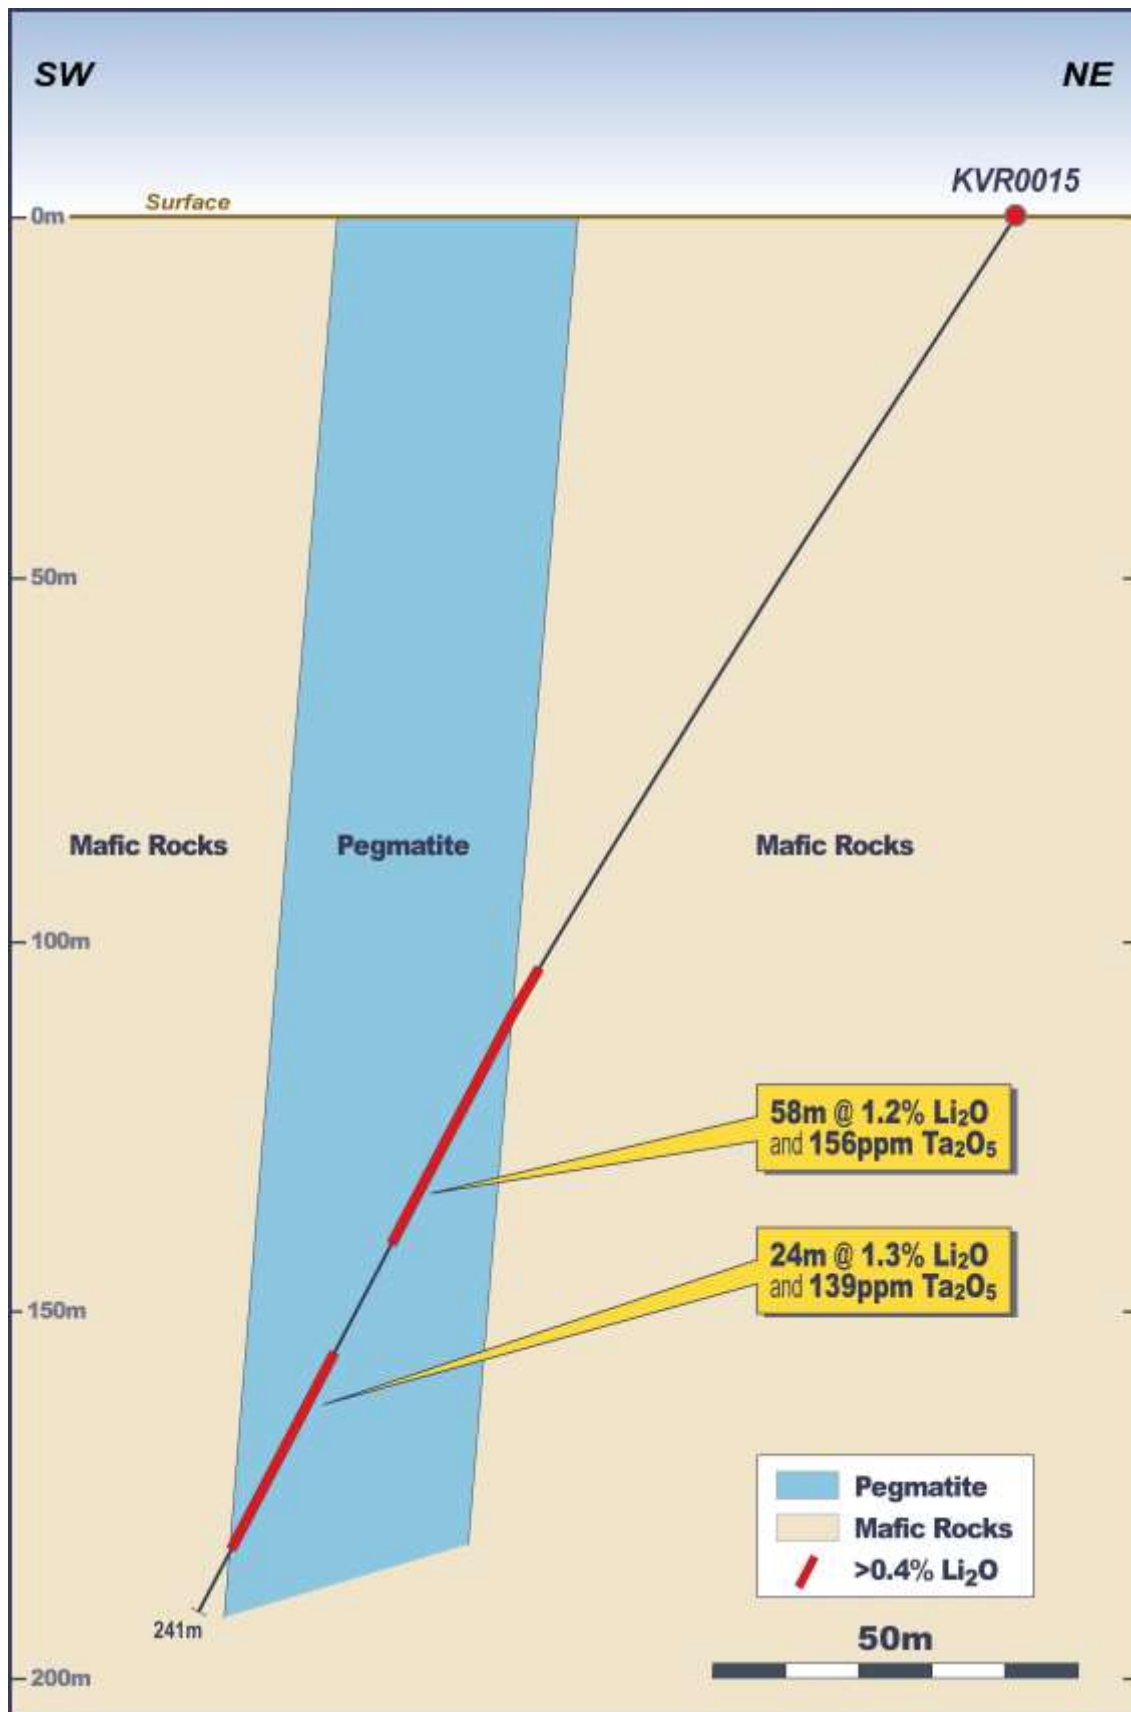 SW
NE
KVR0015
Surface
0m
50m
Mafic Rocks
Pegmatite
Mafic Rocks
100m
58m @ 1.2% Li₂O
and 156ppm Ta₂O₅
24m @ 1.3% Li₂O
and 139ppm Ta₂O₅
150m
Pegmatite
Mafic Rocks
>0.4% Li₂O
241m
50m
200m